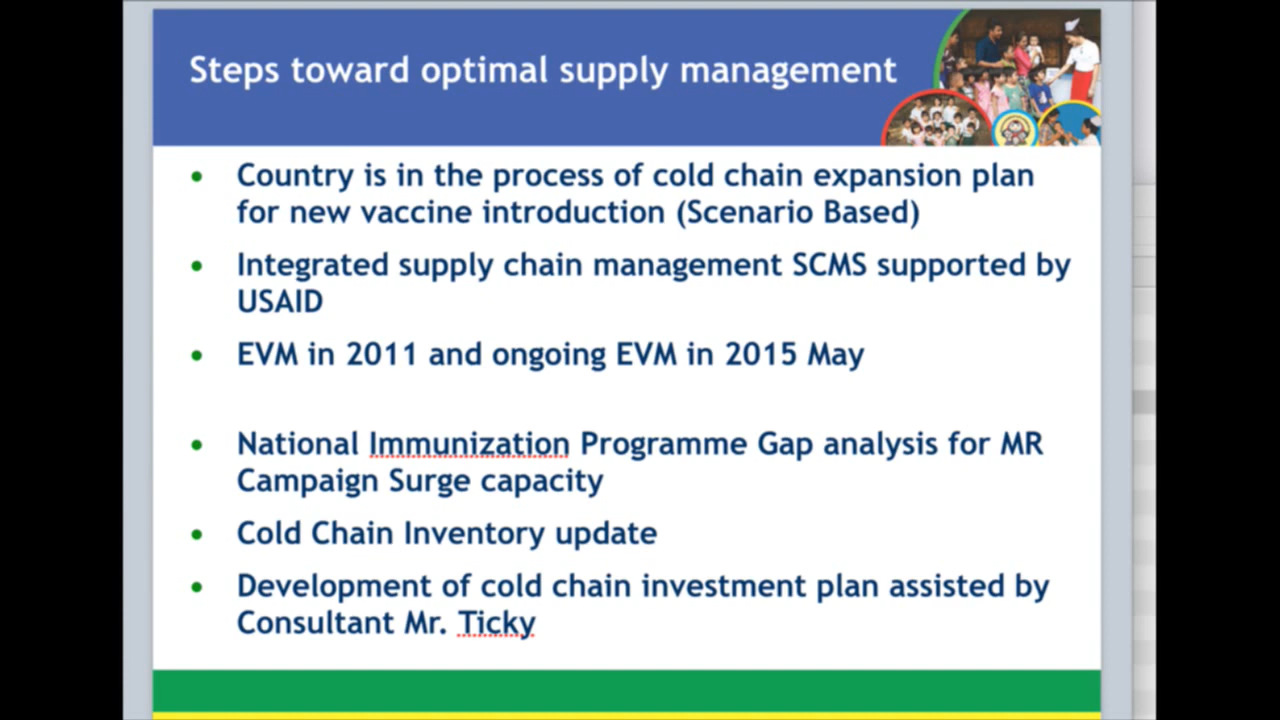 Steps toward optimal supply management
• Country is in the process of cold chain expansion plan
for new vaccine introduction (Scenario Based)
• Integrated supply chain management SCMS supported by
USAID
• EVM in 2011 and ongoing EVM in 2015 May
• National Immunization Programme Gap analysis for MR
Campaign Surge capacity
• Cold Chain Inventory update
• Development of cold chain investment plan assisted by
Consultant Mr. Ticky